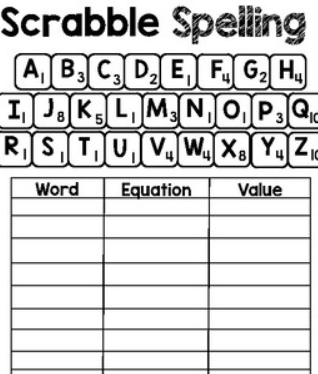 Scrabble Spelling
A1 B3 C3 D2 E1 F4 G2 H4
I1 J8 K5 L1 M3 N1 O1 P3 Q10
R1 S1 T1 U1 V4 W4 X8 Y4 Z10
Word Equation Value